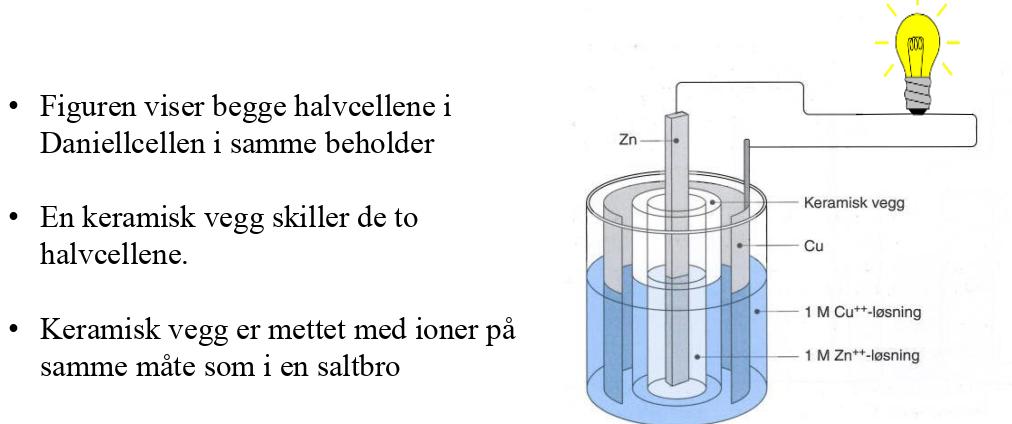 • Figuren viser begge halvcellene i
Daniellcellen i samme beholder
• En keramisk vegg skiller de to
halvcellene.
• Keramisk vegg er mettet med ioner på
samme måte som i en saltbro
Zn
Keramisk vegg
Cu
1 M Cu⁺⁺-løsning
1 M Zn⁺⁺-løsning